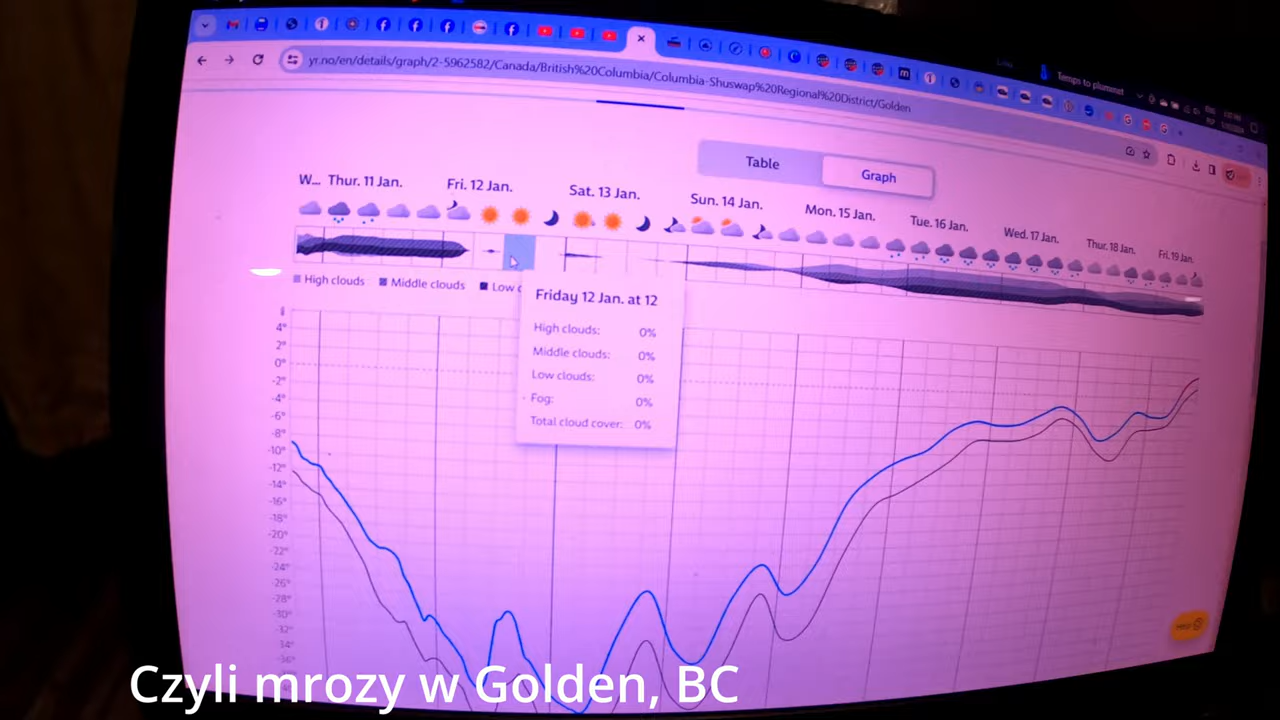 Temps to plummet
yr.no/en/details/graph/2-5962582/Canada/British%20Columbia/Columbia-Shuswap%20Regional%20District/Golden
Table
Graph
W... Thur. 11 Jan. Fri. 12 Jan. Sat. 13 Jan. Sun. 14 Jan. Mon. 15 Jan. Tue. 16 Jan. Wed. 17 Jan. Thur. 18 Jan. Fri. 19 Jan.
High clouds Middle clouds Low c
Friday 12 Jan. at 12
High clouds: 0%
Middle clouds: 0%
Low clouds: 0%
Fog: 0%
Total cloud cover: 0%
4°
2°
0°
-2°
-4°
-6°
-8°
-10°
-12°
-14°
-16°
-18°
-20°
-22°
-24°
-26°
-28°
-30°
-32°
34°
-36°
Help
Czyli mrozy w Golden, BC